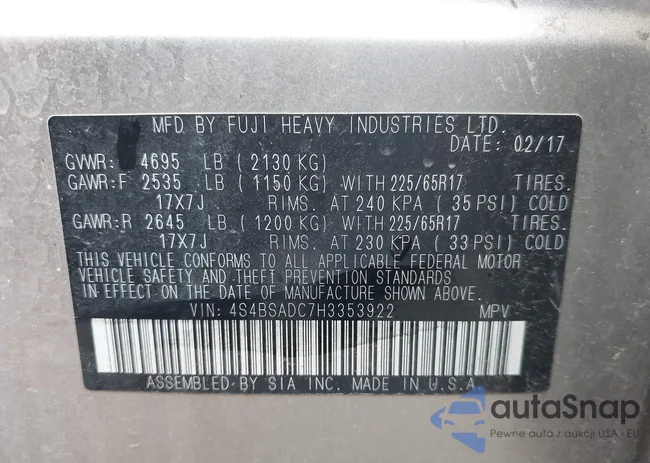 MFD BY FUJI HEAVY INDUSTRIES LTD.
DATE: 02/17
GVWR: 4695 LB ( 2130 KG)
GAWR:F 2535 LB ( 1150 KG) WITH 225/65R17 TIRES.
17X7J RIMS. AT 240 KPA ( 35 PSI) COLD
GAWR:R 2645 LB ( 1200 KG) WITH 225/65R17 TIRES.
17X7J RIMS. AT 230 KPA ( 33 PSI) COLD
THIS VEHICLE CONFORMS TO ALL APPLICABLE FEDERAL MOTOR
VEHICLE SAFETY AND THEFT PREVENTION STANDARDS
IN EFFECT ON THE DATE OF MANUFACTURE SHOWN ABOVE.
VIN: 4S4BSADC7H3353922 MPV
ASSEMBLED BY SIA INC. MADE IN U.S.A.
autaSnap
Pewne auta z aukcji USA i EU